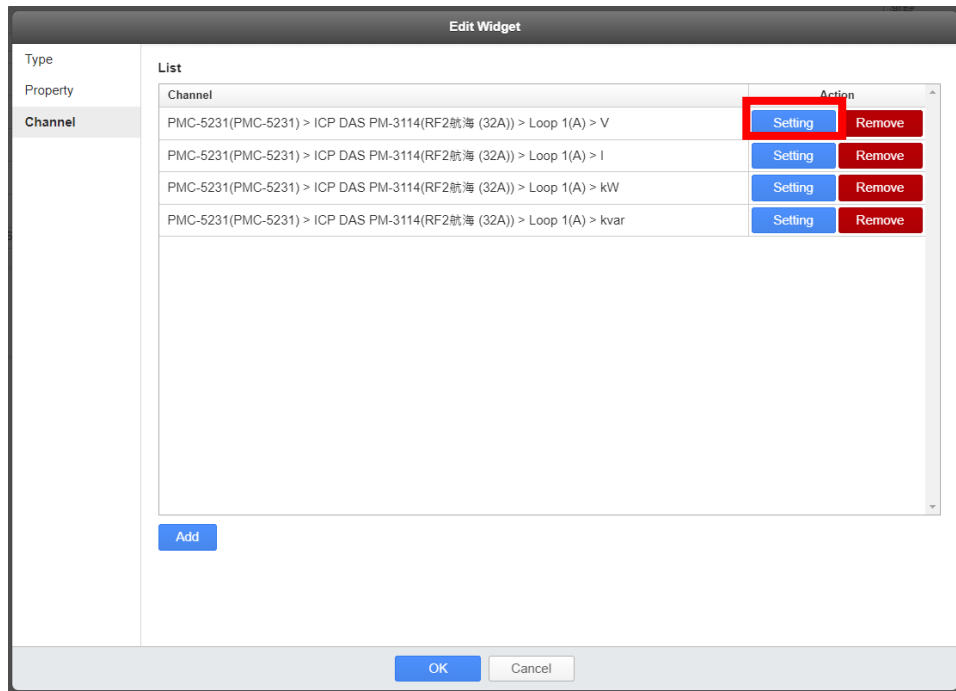 Edit Widget
Type
Property
Channel
List
Channel Action
PMC-5231(PMC-5231) > ICP DAS PM-3114(RF2航海 (32A)) > Loop 1(A) > V Setting Remove
PMC-5231(PMC-5231) > ICP DAS PM-3114(RF2航海 (32A)) > Loop 1(A) > I Setting Remove
PMC-5231(PMC-5231) > ICP DAS PM-3114(RF2航海 (32A)) > Loop 1(A) > kW Setting Remove
PMC-5231(PMC-5231) > ICP DAS PM-3114(RF2航海 (32A)) > Loop 1(A) > kvar Setting Remove
Add
OK Cancel